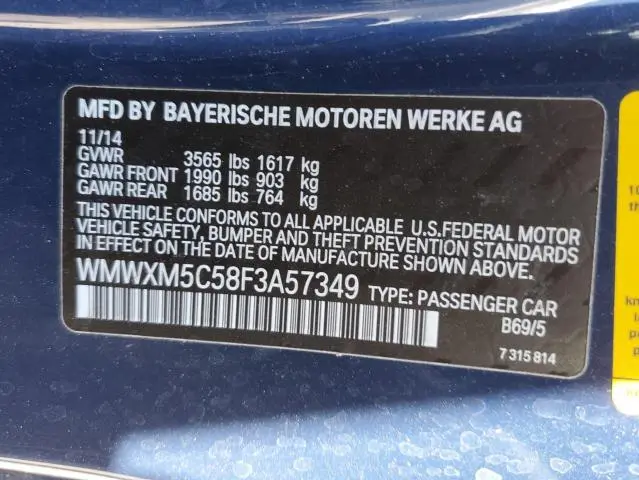 MFD BY BAYERISCHE MOTOREN WERKE AG
11/14
GVWR 3565 lbs 1617 kg
GAWR FRONT 1990 lbs 903 kg
GAWR REAR 1685 lbs 764 kg
THIS VEHICLE CONFORMS TO ALL APPLICABLE U.S.FEDERAL MOTOR
VEHICLE SAFETY, BUMPER AND THEFT PREVENTION STANDARDS
IN EFFECT ON THE DATE OF MANUFACTURE SHOWN ABOVE.
WMWXM5C58F3A57349 TYPE: PASSENGER CAR
B69/5
7 315 814